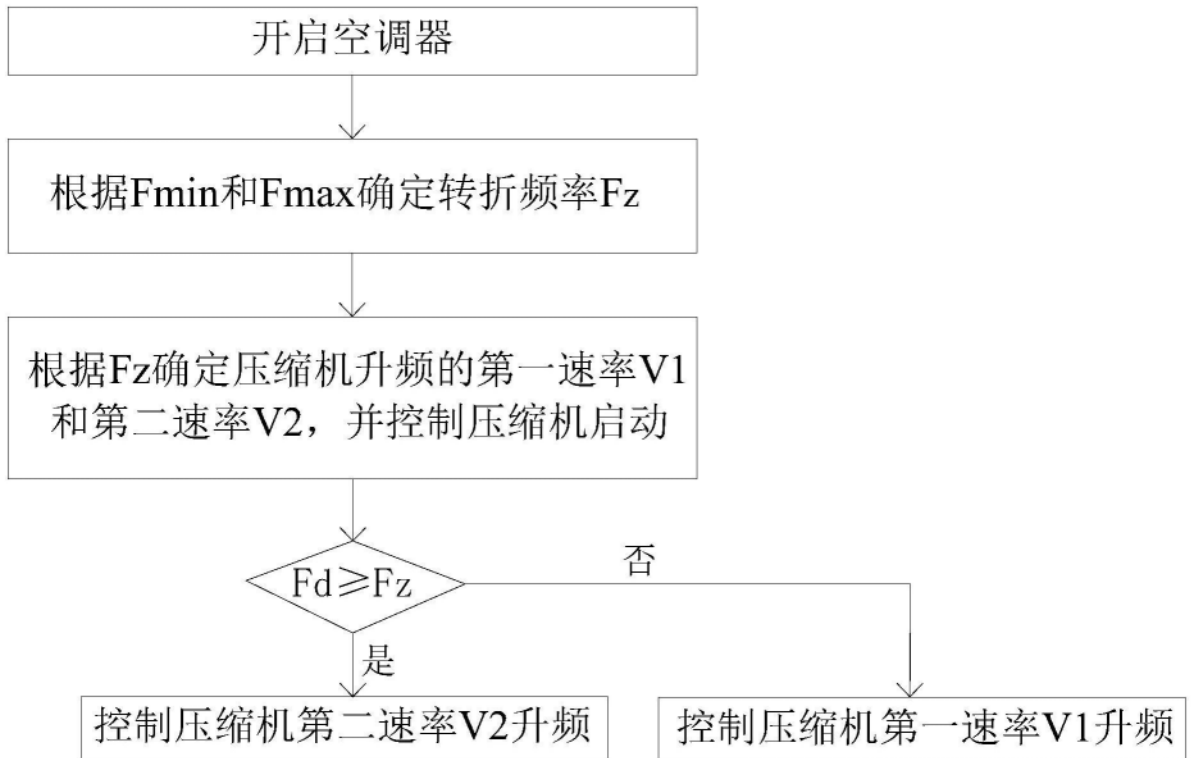 开启空调器
根据Fmin和Fmax确定转折频率Fz
根据Fz确定压缩机升频的第一速率V1
和第二速率V2，并控制压缩机启动
Fd≥Fz
否
是
控制压缩机第二速率V2升频
控制压缩机第一速率V1升频